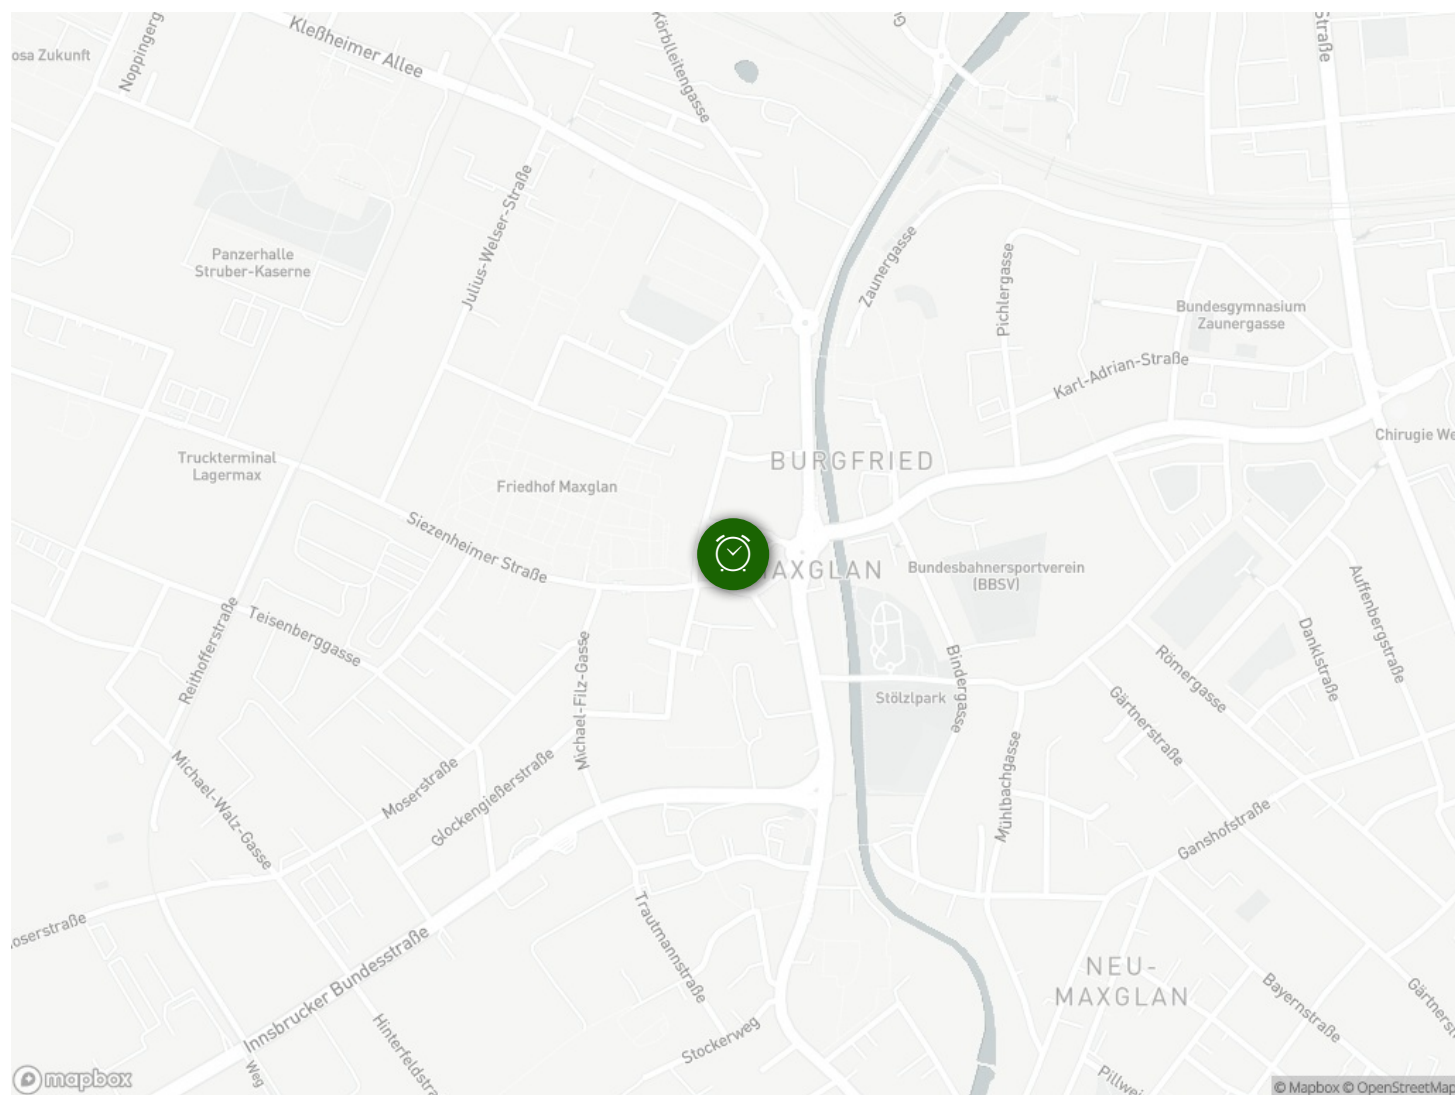 Kleßheimer Allee
Körblleitengasse
Straße
osa Zukunft
Noppingerg
Julius-Welser-Straße
Panzerhalle
Struber-Kaserne
Zaunergasse
Pichlergasse
Bundesgymnasium
Zaunergasse
Karl-Adrian-Straße
Truckterminal
Lagermax
BURGFRIED
Chirugie We
Friedhof Maxglan
Siezenheimer Straße
AXGLAN
Bundesbahnersportverein
(BBSV)
Auffenbergstraße
Teisenberggasse
Reithofferstraße
Danklstraße
Michael-Filz-Gasse
Bindergasse
Römergasse
Stölzlpark
Gärtnerstraße
Michael-Walz-Gasse
Moserstraße
Glockengießerstraße
Mühlbachgasse
Ganshofstraße
oserstraße
Trautmannstraße
Innsbrucker Bundesstraße
NEU-
MAXGLAN
Bayernstraße
Gärtnerst
Hinterfeldstra
Stockerweg
Weg
Pillwei
mapbox
© Mapbox © OpenStreetMap